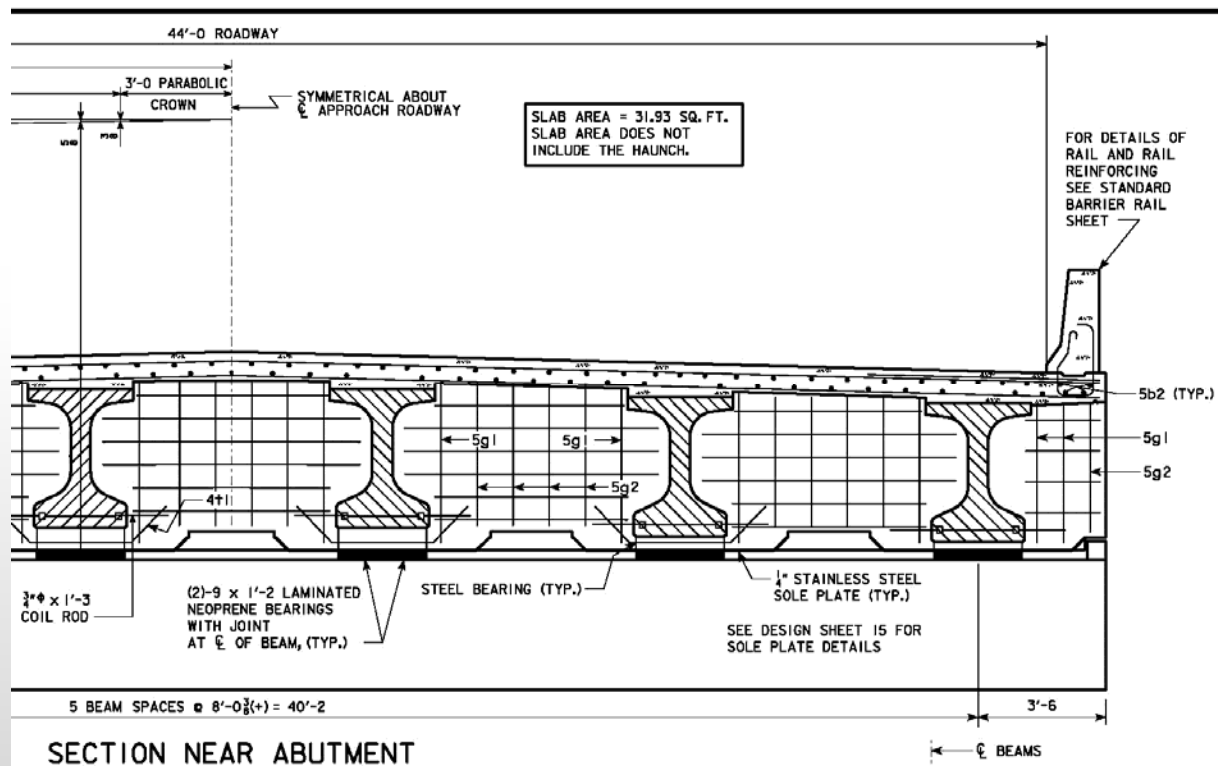 44'-0 ROADWAY
3'-0 PARABOLIC
CROWN
SYMMETRICAL ABOUT
℄ APPROACH ROADWAY
SLAB AREA = 31.93 SQ. FT.
SLAB AREA DOES NOT
INCLUDE THE HAUNCH.
FOR DETAILS OF
RAIL AND RAIL
REINFORCING
SEE STANDARD
BARRIER RAIL
SHEET
5b2 (TYP.)
5g1
5g1
5g1
5g2
5g2
4t1
¾"ϕ x 1'-3
COIL ROD
(2)-9 x 1'-2 LAMINATED
NEOPRENE BEARINGS
WITH JOINT
AT ℄ OF BEAM, (TYP.)
STEEL BEARING (TYP.)
¼" STAINLESS STEEL
SOLE PLATE (TYP.)
SEE DESIGN SHEET 15 FOR
SOLE PLATE DETAILS
5 BEAM SPACES @ 8'-0⅜(+) = 40'-2
3'-6
SECTION NEAR ABUTMENT
℄ BEAMS